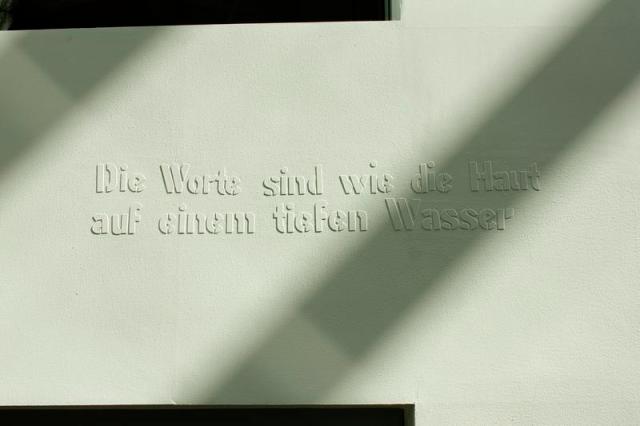 Die Worte sind wie die Haut
auf einem tiefen Wasser